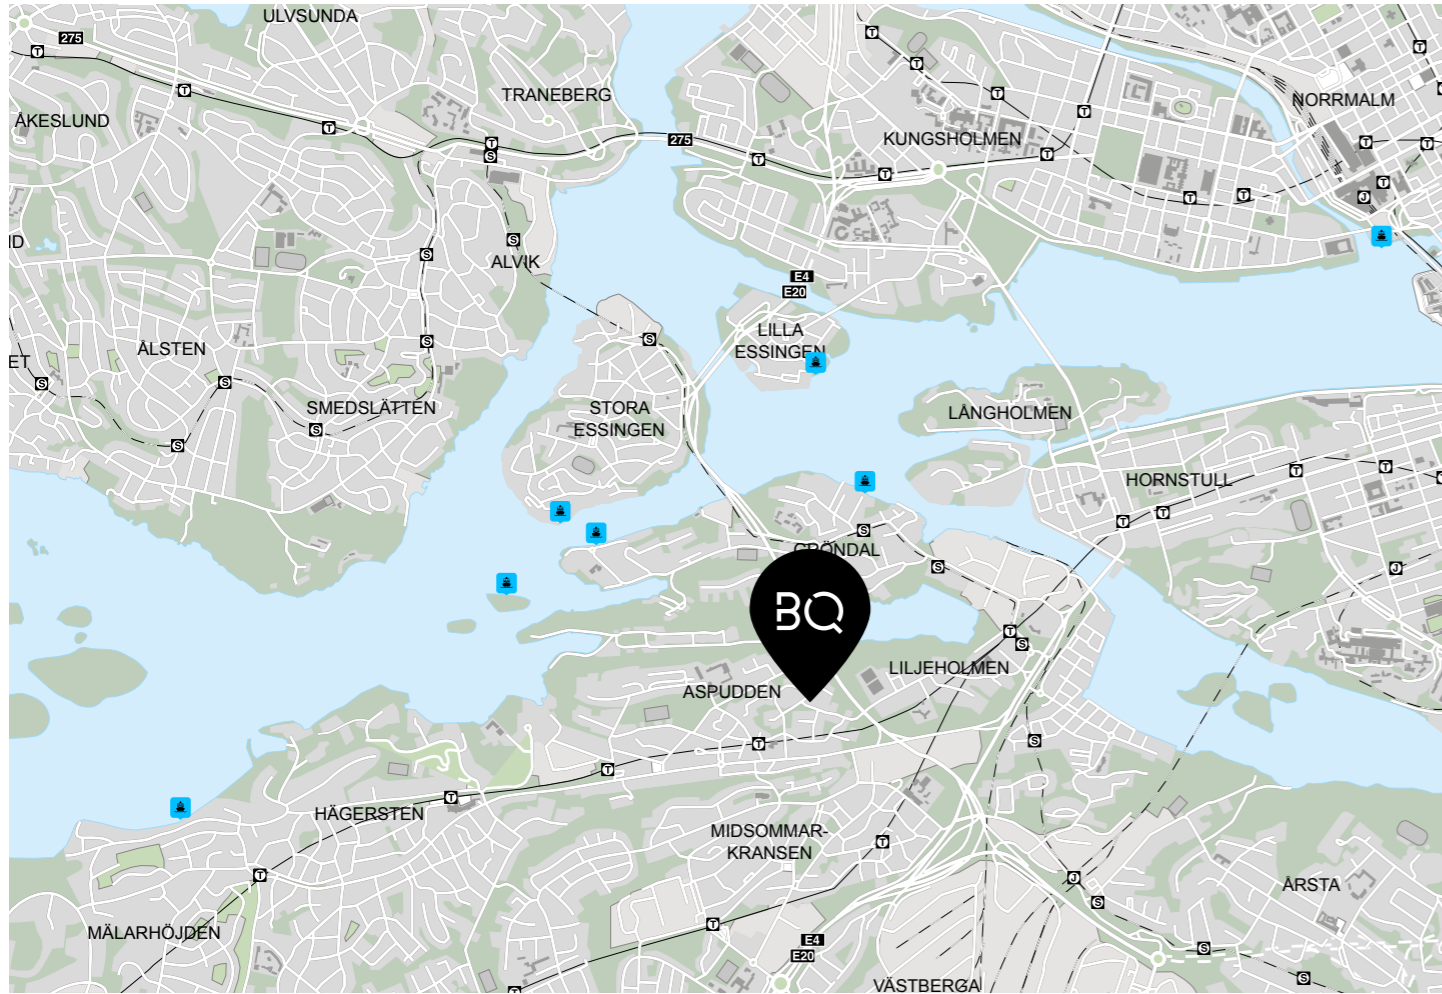 ULVSUNDA
275
TRANEBERG
ÅKESLUND
NORRMALM
KUNGSHOLMEN
275
ALVIK
E4
E20
LILLA
ESSINGEN
ÅLSTEN
SMEDSLÄTTEN
STORA
ESSINGEN
LÅNGHOLMEN
HORNSTULL
GRÖNDAL
BQ
LILJEHOLMEN
ASPUDDEN
HÄGERSTEN
MIDSOMMAR-
KRANSEN
ÅRSTA
MÄLARHÖJDEN
E4
E20
VÄSTBERGA